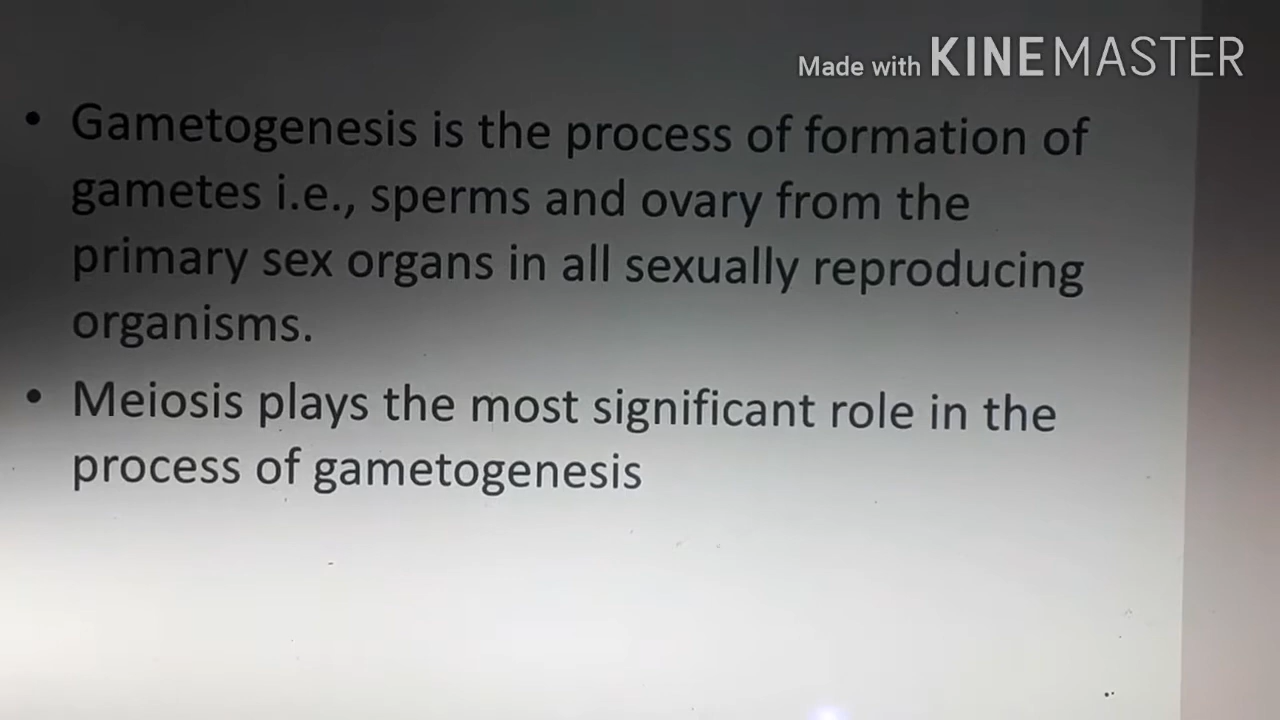 Made with KINEMASTER
• Gametogenesis is the process of formation of
gametes i.e., sperms and ovary from the
primary sex organs in all sexually reproducing
organisms.
• Meiosis plays the most significant role in the
process of gametogenesis